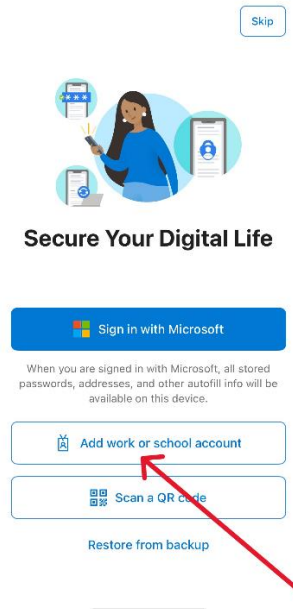 Skip
Secure Your Digital Life
Sign in with Microsoft
When you are signed in with Microsoft, all stored
passwords, addresses, and other autofill info will be
available on this device.
Add work or school account
Scan a QR code
Restore from backup